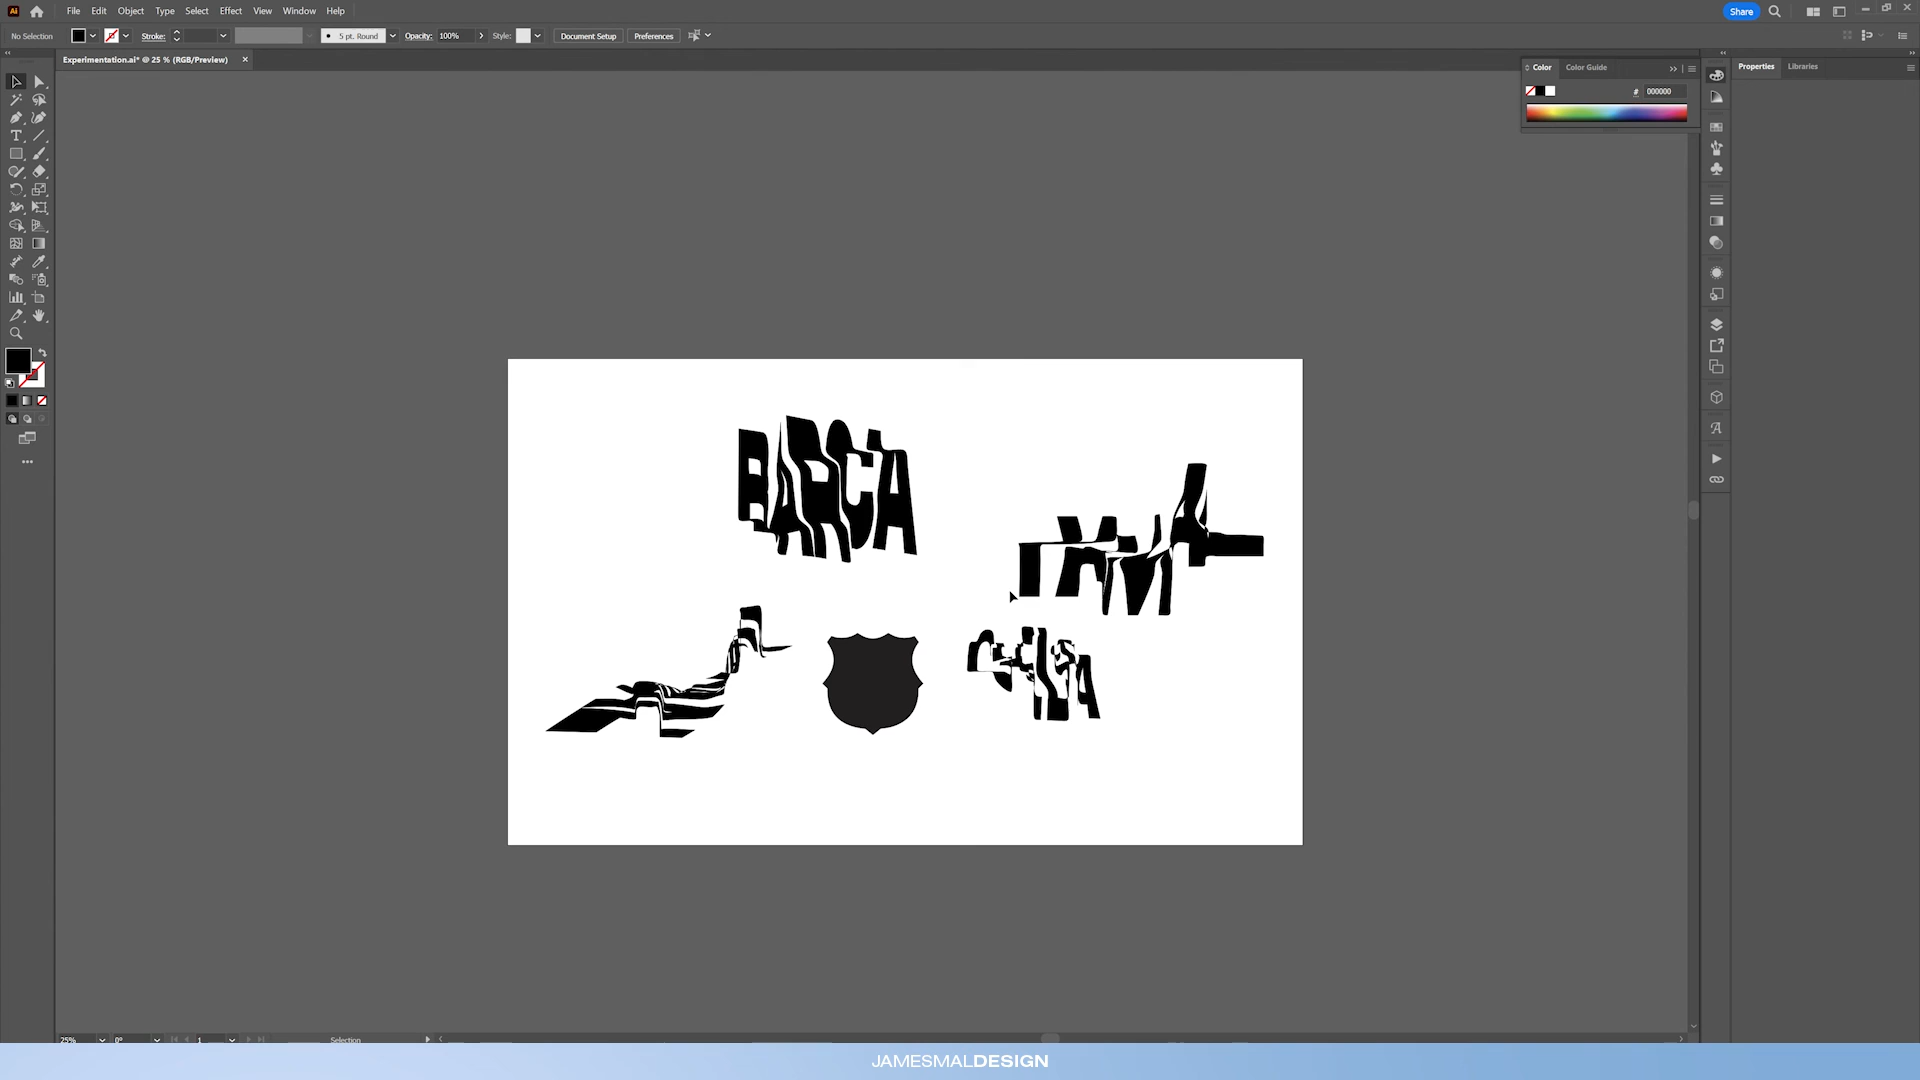 Ai File Edit Object Type Select Effect View Window Help Share
No Selection Stroke: 5 pt. Round Opacity: 100% Style: Document Setup Preferences
Experimentation.ai* @ 25 % (RGB/Preview)
Color Color Guide Properties Libraries
# 000000
BARCA
25% 0° 1 Selection
JAMESMALDESIGN